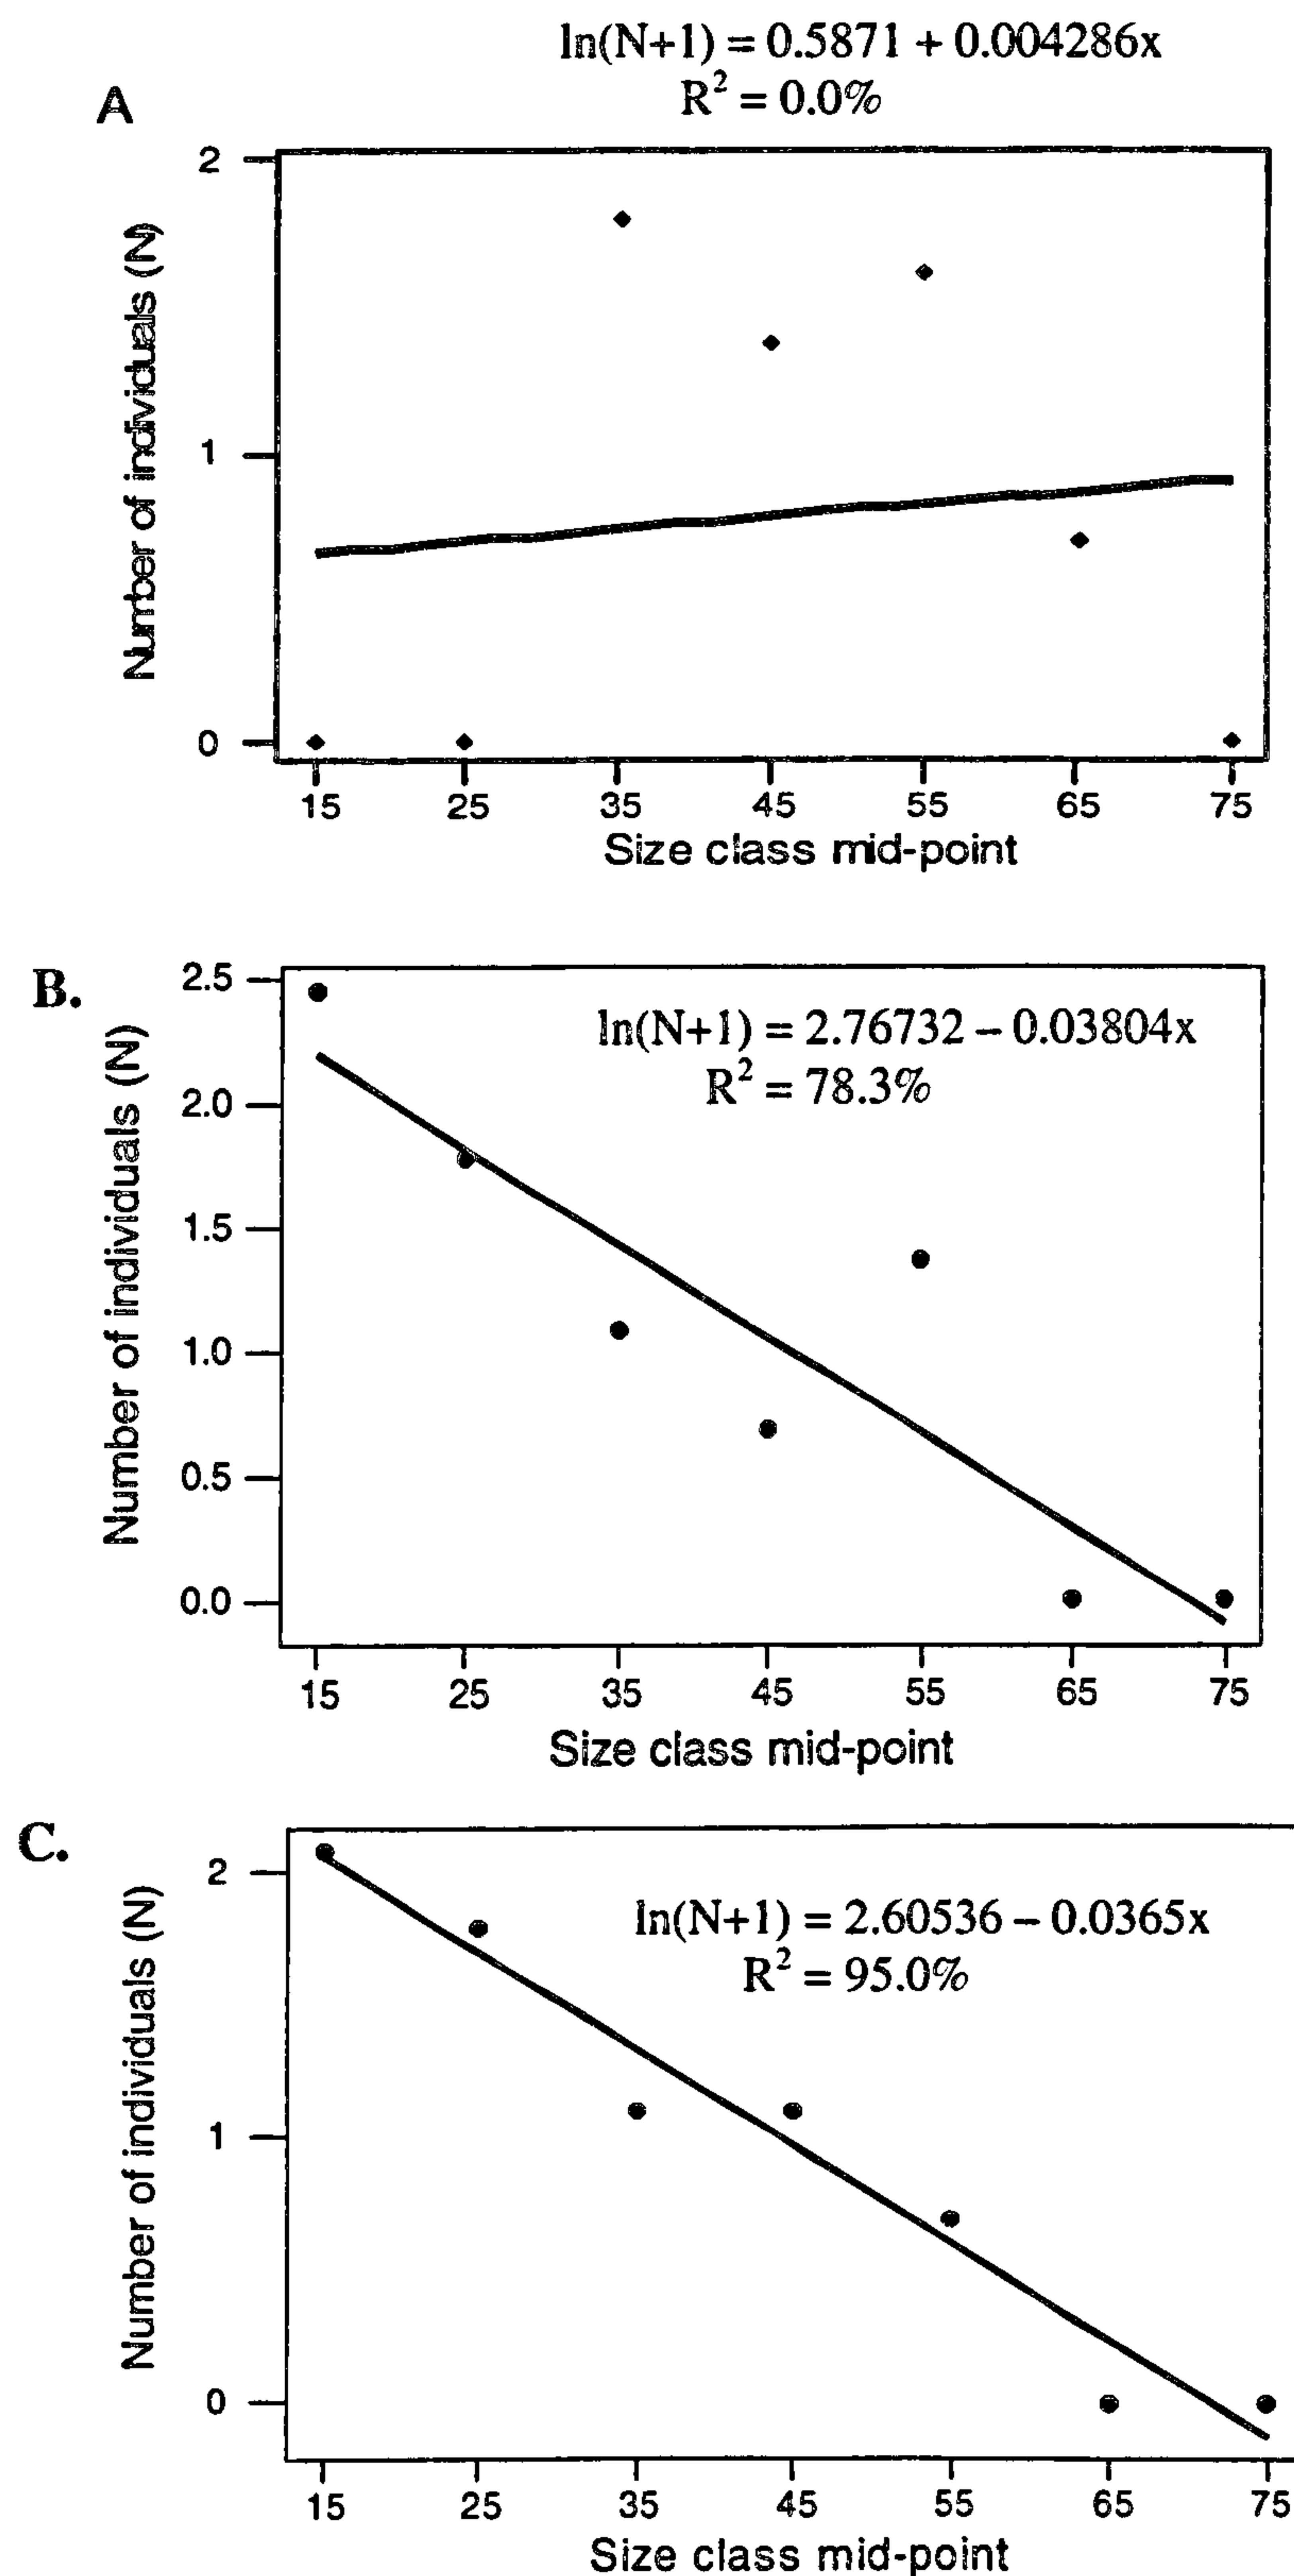 ln(N+1) = 0.5871 + 0.004286x
R² = 0.0%
A
Number of individuals (N)
2
1
0
15 25 35 45 55 65 75
Size class mid-point
B.
Number of individuals (N)
2.5
2.0
1.5
1.0
0.5
0.0
ln(N+1) = 2.76732 – 0.03804x
R² = 78.3%
15 25 35 45 55 65 75
Size class mid-point
C.
Number of individuals (N)
2
1
0
ln(N+1) = 2.60536 – 0.0365x
R² = 95.0%
15 25 35 45 55 65 75
Size class mid-point